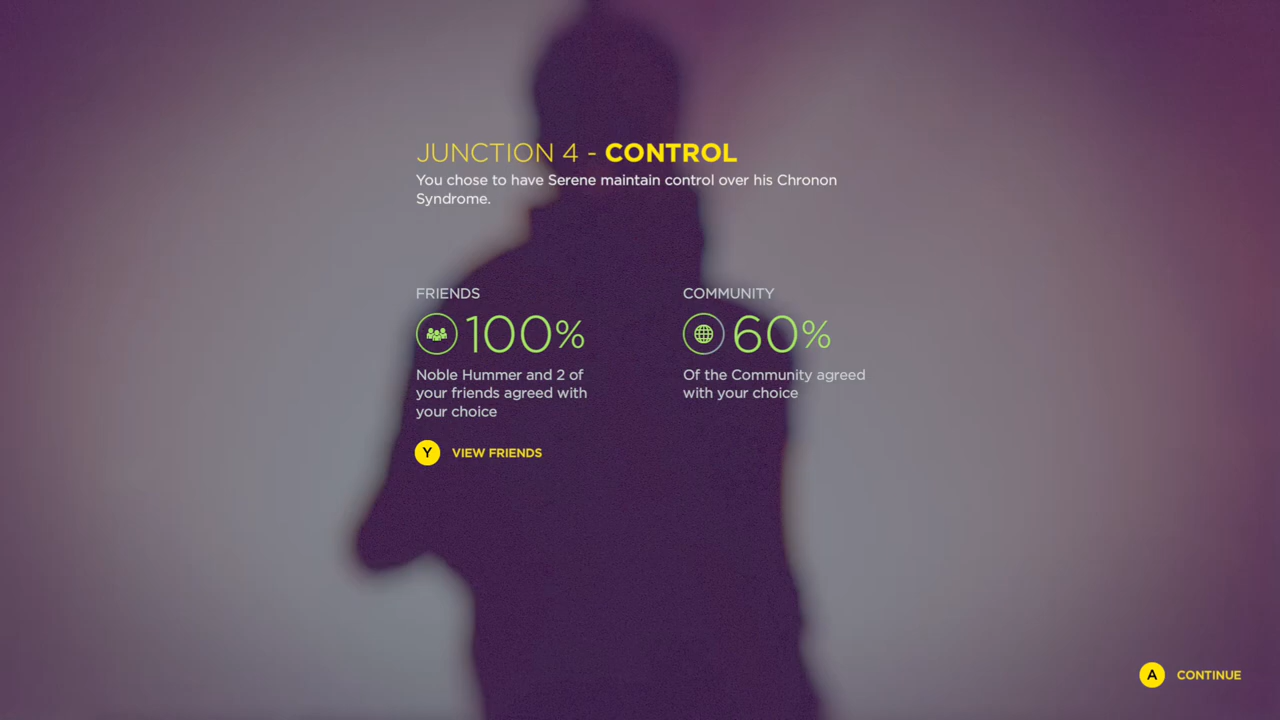 JUNCTION 4 - CONTROL
You chose to have Serene maintain control over his Chronon
Syndrome.
FRIENDS
100%
Noble Hummer and 2 of
your friends agreed with
your choice
Y VIEW FRIENDS
COMMUNITY
60%
Of the Community agreed
with your choice
A CONTINUE